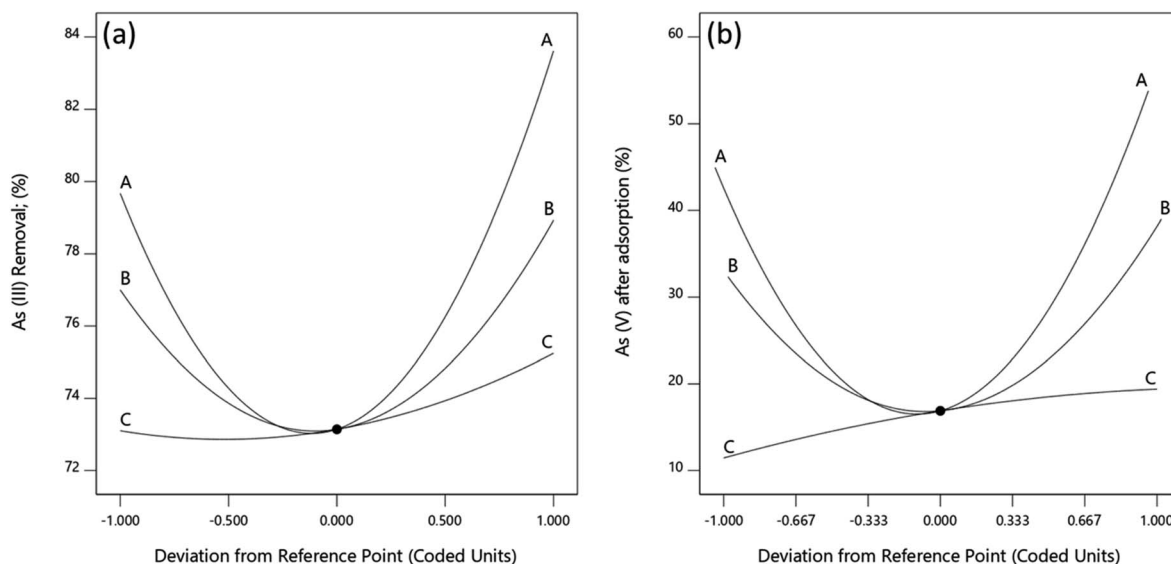 (a)
As (III) Removal; (%)
84
82
80
78
76
74
72
A
B
C
A
B
C
-1.000
-0.500
0.000
0.500
1.000
Deviation from Reference Point (Coded Units)
(b)
As (V) after adsorption (%)
60
50
40
30
20
10
A
B
C
A
B
C
-1.000
-0.667
-0.333
0.000
0.333
0.667
1.000
Deviation from Reference Point (Coded Units)